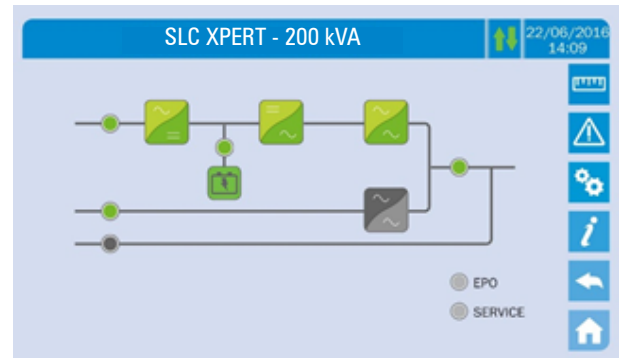 SLC XPERT - 200 kVA
22/06/2016
14:09
i
EPO
SERVICE